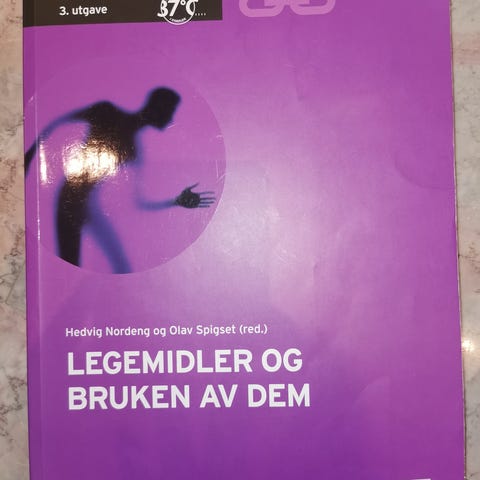 3. utgave
37°C
Hedvig Nordeng og Olav Spigset (red.)
LEGEMIDLER OG
BRUKEN AV DEM